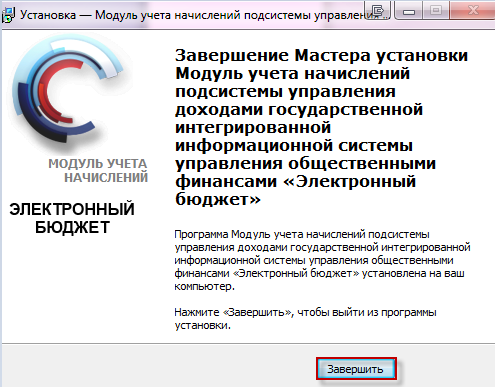 Установка — Модуль учета начислений подсистемы управления ...
МОДУЛЬ УЧЕТА
НАЧИСЛЕНИЙ
ЭЛЕКТРОННЫЙ
БЮДЖЕТ
Завершение Мастера установки
Модуль учета начислений
подсистемы управления
доходами государственной
интегрированной
информационной системы
управления общественными
финансами «Электронный
бюджет»
Программа Модуль учета начислений подсистемы
управления доходами государственной интегрированной
информационной системы управления общественными
финансами «Электронный бюджет» установлена на ваш
компьютер.
Нажмите «Завершить», чтобы выйти из программы
установки.
Завершить